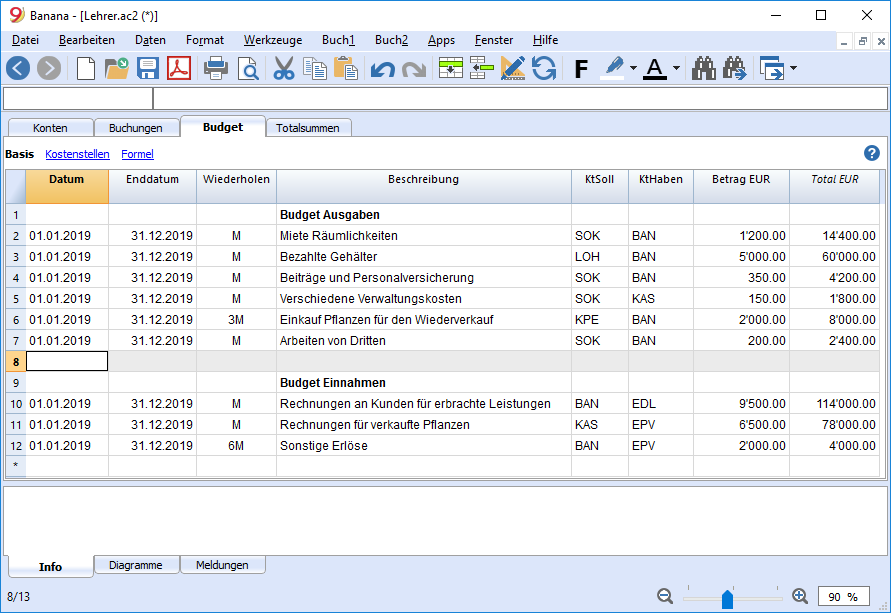 Banana - [Lehrer.ac2 (*)]
Datei Bearbeiten Daten Format Werkzeuge Buch1 Buch2 Apps Fenster Hilfe
F A
Konten Buchungen Budget Totalsummen
Basis Kostenstellen Formel ?
Datum Enddatum Wiederholen Beschreibung KtSoll KtHaben Betrag EUR Total EUR
1 Budget Ausgaben
2 01.01.2019 31.12.2019 M Miete Räumlichkeiten SOK BAN 1'200.00 14'400.00
3 01.01.2019 31.12.2019 M Bezahlte Gehälter LOH BAN 5'000.00 60'000.00
4 01.01.2019 31.12.2019 M Beiträge und Personalversicherung SOK BAN 350.00 4'200.00
5 01.01.2019 31.12.2019 M Verschiedene Verwaltungskosten SOK KAS 150.00 1'800.00
6 01.01.2019 31.12.2019 3M Einkauf Pflanzen für den Wiederverkauf KPE BAN 2'000.00 8'000.00
7 01.01.2019 31.12.2019 M Arbeiten von Dritten SOK BAN 200.00 2'400.00
8
9 Budget Einnahmen
10 01.01.2019 31.12.2019 M Rechnungen an Kunden für erbrachte Leistungen BAN EDL 9'500.00 114'000.00
11 01.01.2019 31.12.2019 M Rechnungen für verkaufte Pflanzen KAS EPV 6'500.00 78'000.00
12 01.01.2019 31.12.2019 6M Sonstige Erlöse BAN EPV 2'000.00 4'000.00
*
Info Diagramme Meldungen
8/13 90 %